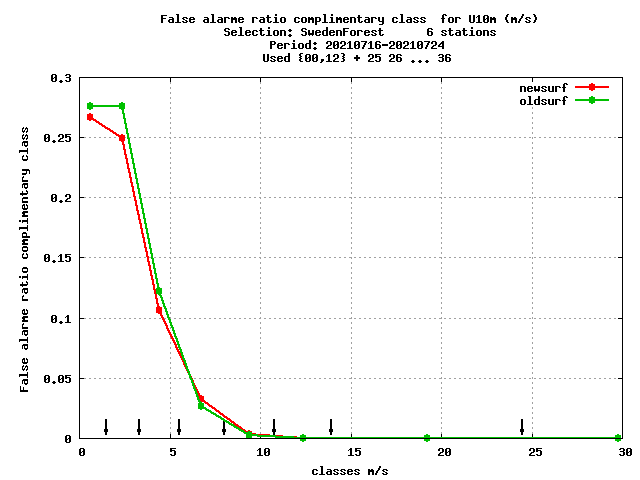 False alarme ratio complimentary class  for U10m (m/s)
Selection: SwedenForest      6 stations
Period: 20210716-20210724
Used {00,12} + 25 26 ... 36
newsurf
oldsurf
False alarme ratio complimentary class
0.3
0.25
0.2
0.15
0.1
0.05
0
0 5 10 15 20 25 30
classes m/s